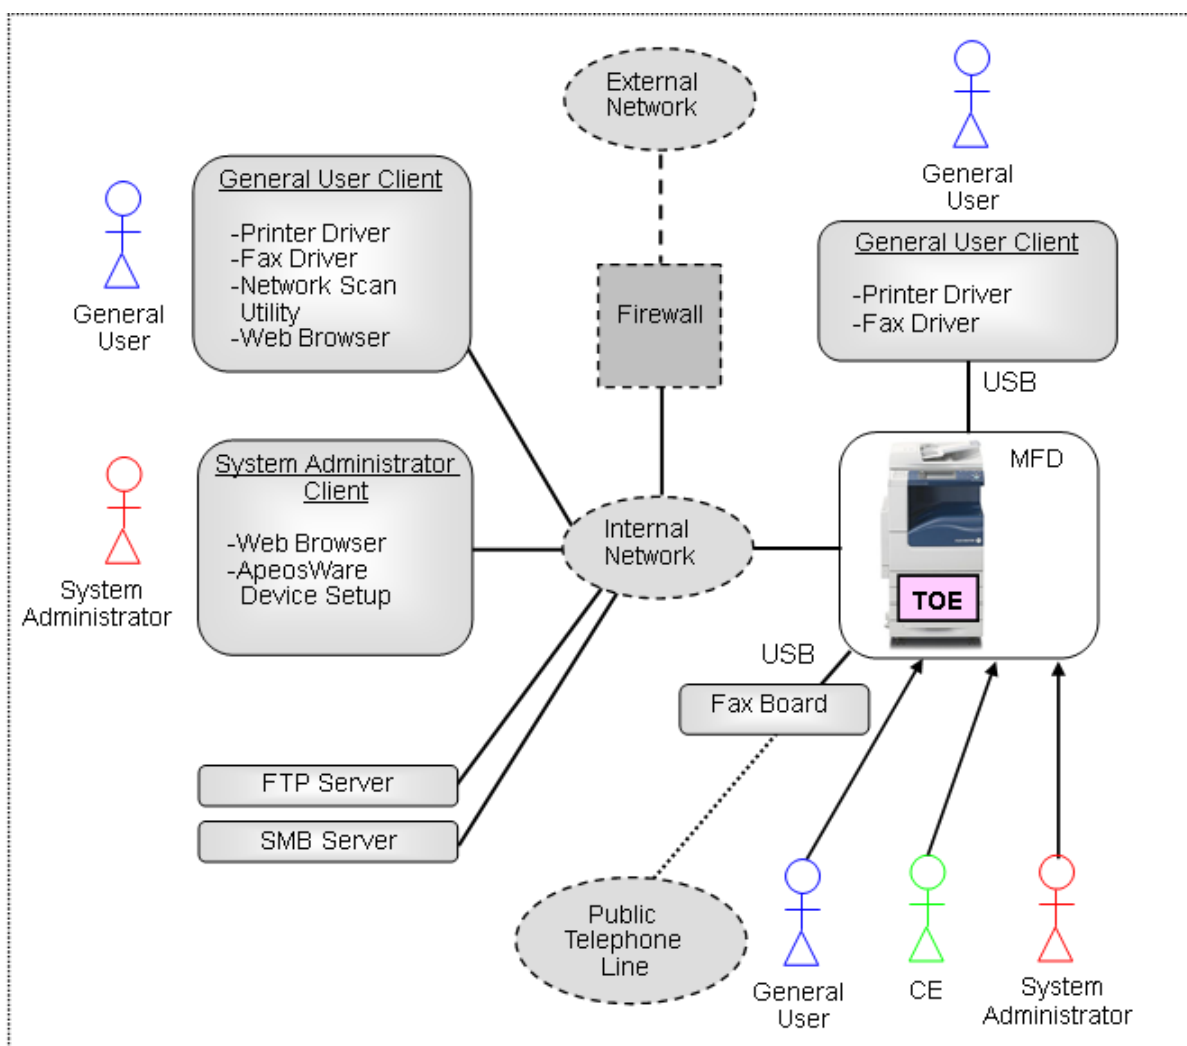 External
Network
General
User
General User Client
-Printer Driver
-Fax Driver
-Network Scan
Utility
-Web Browser
General
User
Firewall
General User Client
-Printer Driver
-Fax Driver
USB
System Administrator
Client
-Web Browser
-ApeosWare
Device Setup
System
Administrator
Internal
Network
MFD
TOE
USB
Fax Board
FTP Server
SMB Server
Public
Telephone
Line
General
User
CE
System
Administrator